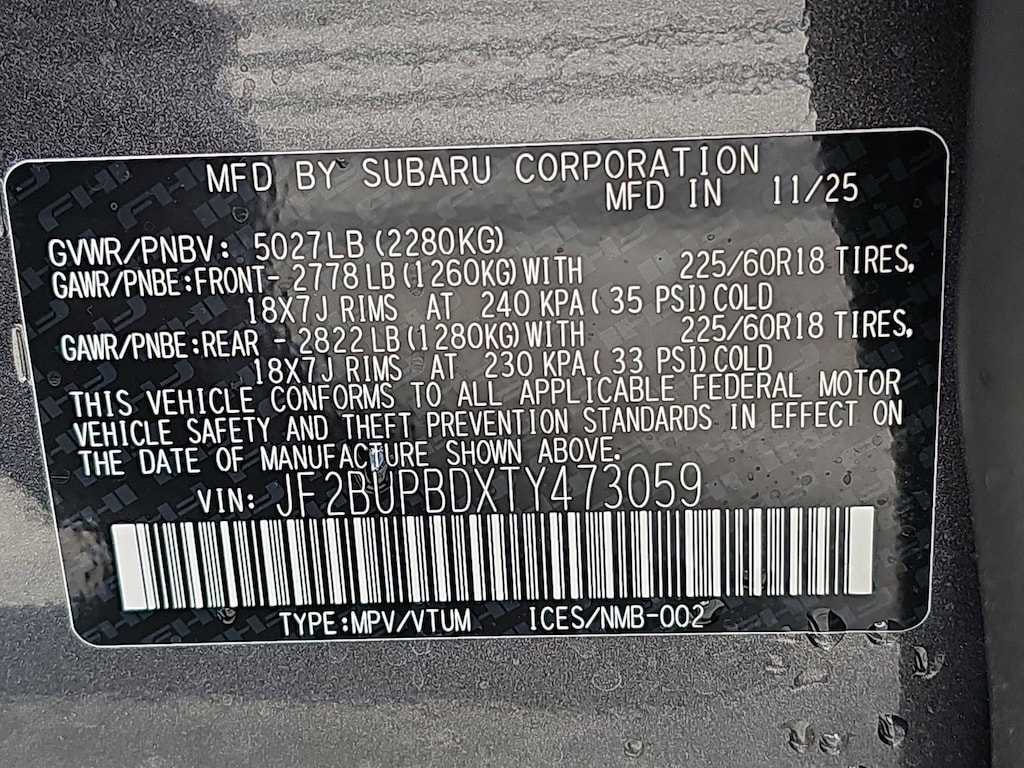 MFD BY SUBARU CORPORATION
MFD IN 11/25
GVWR/PNBV: 5027LB (2280KG)
GAWR/PNBE:FRONT- 2778 LB (1260KG) WITH 225/60R18 TIRES,
18X7J RIMS AT 240 KPA ( 35 PSI) COLD
GAWR/PNBE:REAR - 2822 LB (1280KG) WITH 225/60R18 TIRES,
18X7J RIMS AT 230 KPA ( 33 PSI) COLD
THIS VEHICLE CONFORMS TO ALL APPLICABLE FEDERAL MOTOR
VEHICLE SAFETY AND THEFT PREVENTION STANDARDS IN EFFECT ON
THE DATE OF MANUFACTURE SHOWN ABOVE.
VIN: JF2BUPBDXTY473059
TYPE:MPV/VTUM ICES/NMB-002